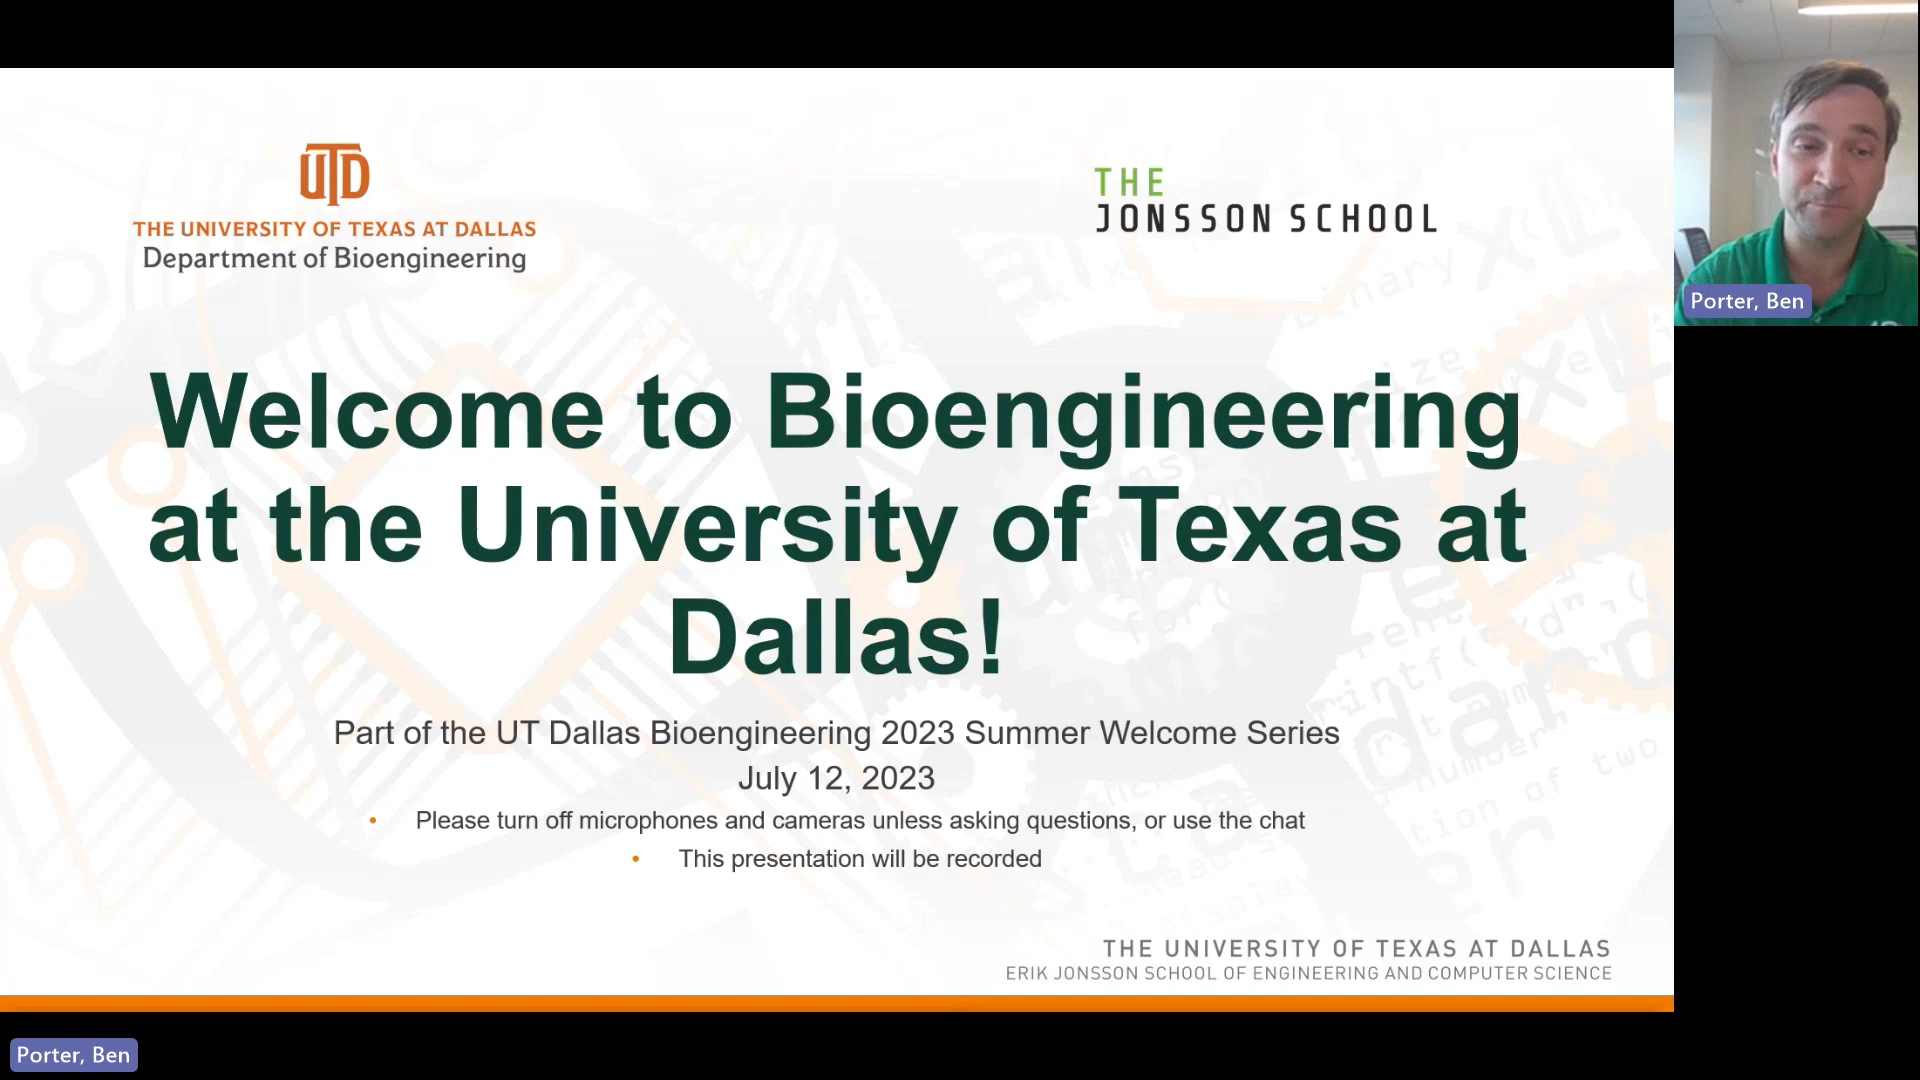 UTD
THE UNIVERSITY OF TEXAS AT DALLAS
Department of Bioengineering
THE
JONSSON SCHOOL
Porter, Ben
Welcome to Bioengineering
at the University of Texas at
Dallas!
Part of the UT Dallas Bioengineering 2023 Summer Welcome Series
July 12, 2023
• Please turn off microphones and cameras unless asking questions, or use the chat
• This presentation will be recorded
THE UNIVERSITY OF TEXAS AT DALLAS
ERIK JONSSON SCHOOL OF ENGINEERING AND COMPUTER SCIENCE
Porter, Ben